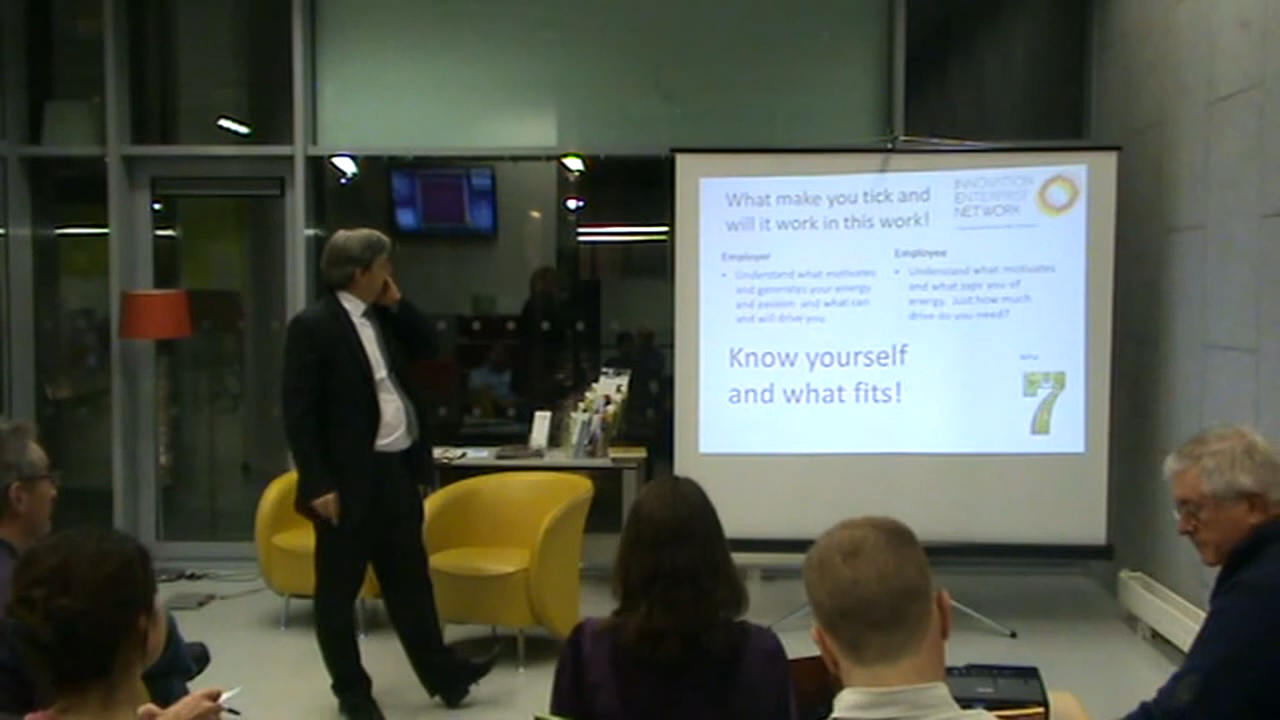 What make you tick and
will it work in this work!
INNOVATION
ENTERPRISE
NETWORK
Employer
• Understand what motivates
and generates your energy
and passion and what can
and will drive you
Employee
• Understand what motivates
and what saps you of
energy. Just how much
drive do you need?
Know yourself
and what fits!
7